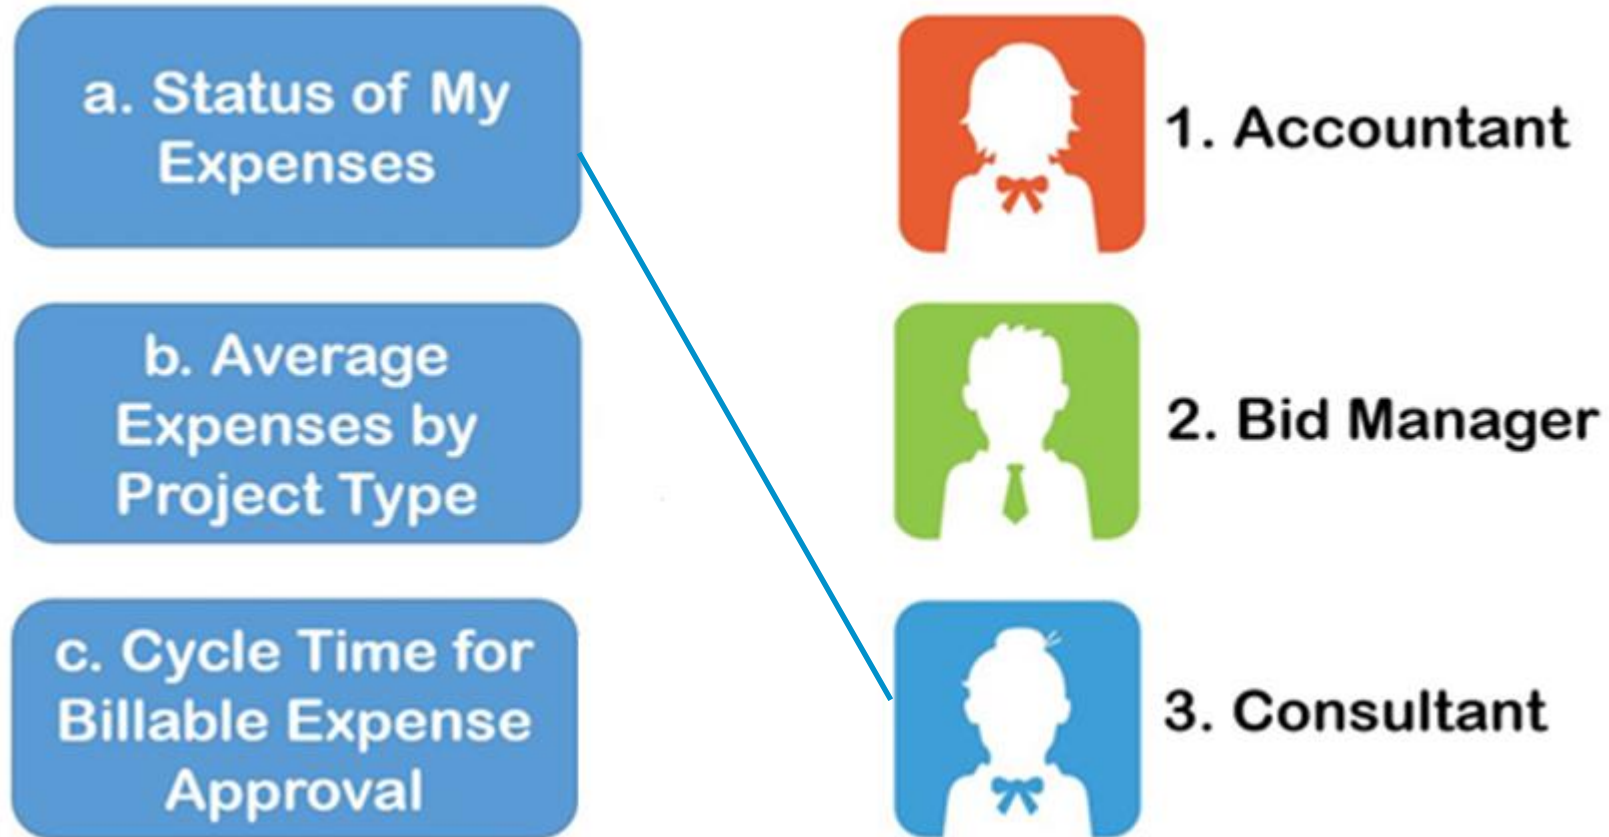 a. Status of My
Expenses
1. Accountant
b. Average
Expenses by
Project Type
2. Bid Manager
c. Cycle Time for
Billable Expense
Approval
3. Consultant